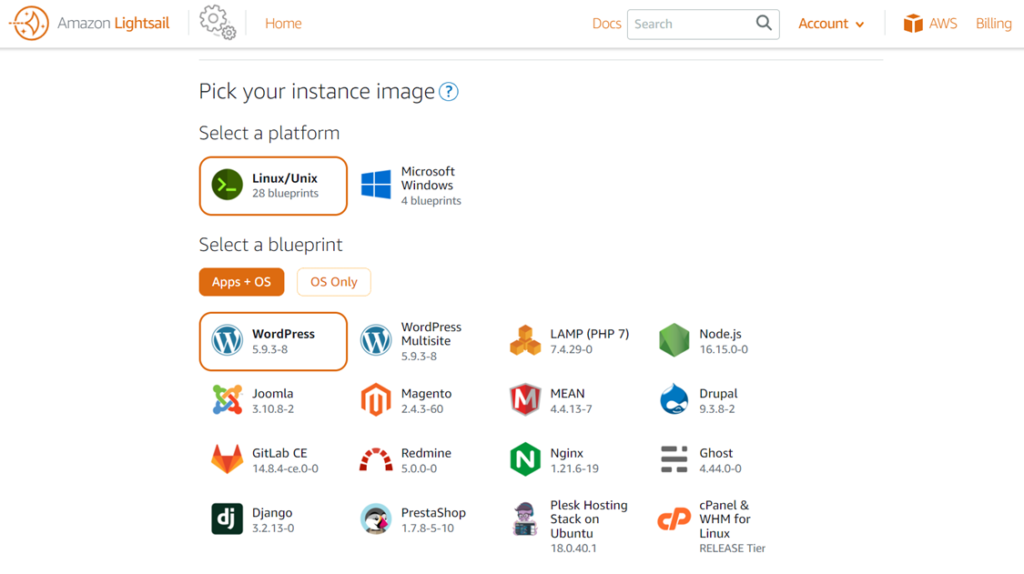 Amazon Lightsail
Home
Docs
Search
Account
AWS
Billing
Pick your instance image ?
Select a platform
Linux/Unix
28 blueprints
Microsoft
Windows
4 blueprints
Select a blueprint
Apps + OS
OS Only
WordPress
5.9.3-8
WordPress
Multisite
5.9.3-8
LAMP (PHP 7)
7.4.29-0
Node.js
16.15.0-0
Joomla
3.10.8-2
Magento
2.4.3-60
MEAN
4.4.13-7
Drupal
9.3.8-2
GitLab CE
14.8.4-ce.0-0
Redmine
5.0.0-0
Nginx
1.21.6-19
Ghost
4.44.0-0
dj
Django
3.2.13-0
PrestaShop
1.7.8-5-10
Plesk Hosting
Stack on
Ubuntu
18.0.40.1
cP
cPanel &
WHM for
Linux
RELEASE Tier